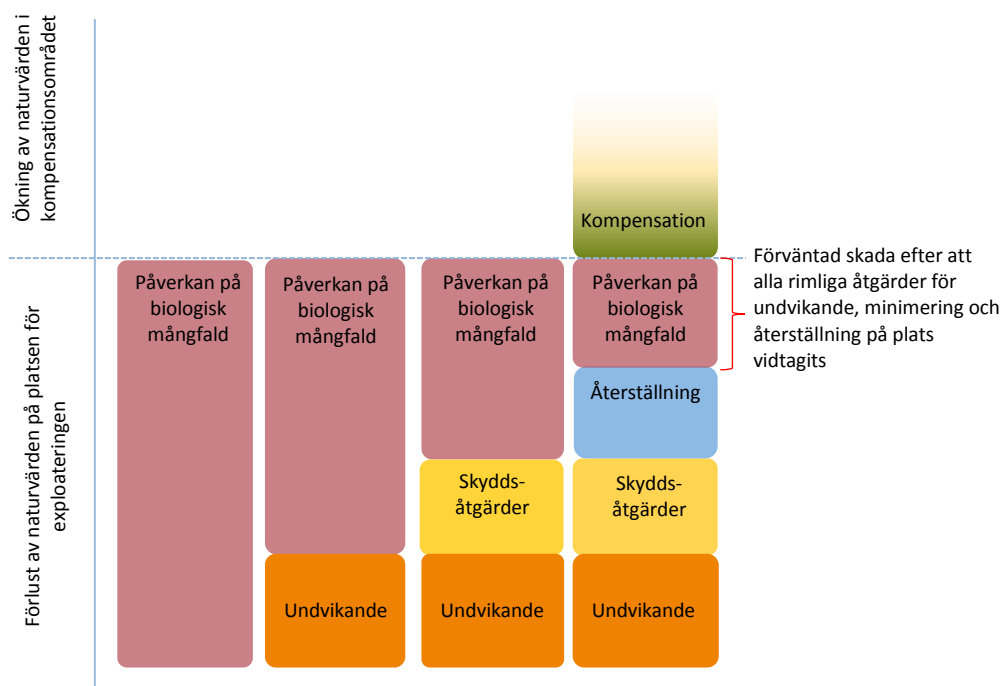 Ökning av naturvärden i
kompensationsområdet
Förlust av naturvärden på platsen för
exploateringen
Påverkan på
biologisk
mångfald
Påverkan på
biologisk
mångfald
Undvikande
Påverkan på
biologisk
mångfald
Skydds-
åtgärder
Undvikande
Kompensation
Påverkan på
biologisk
mångfald
Återställning
Skydds-
åtgärder
Undvikande
Förväntad skada efter att
alla rimliga åtgärder för
undvikande, minimering och
återställning på plats
vidtagits